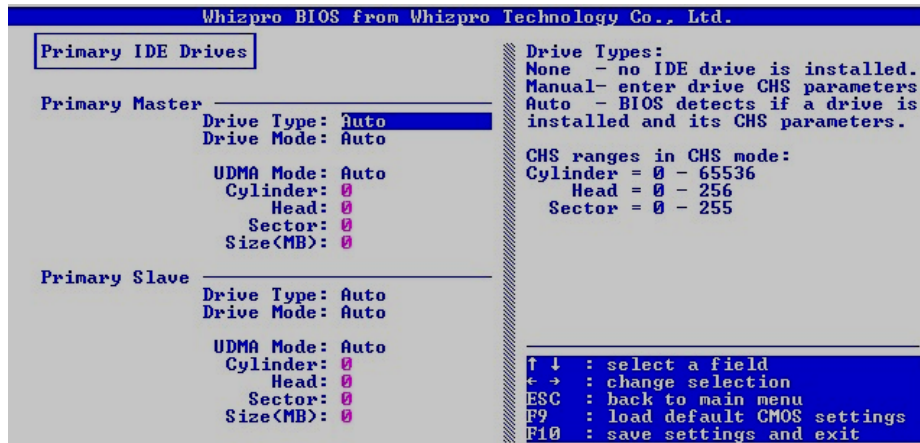 Whizpro BIOS from Whizpro Technology Co., Ltd.
Primary IDE Drives
Primary Master
Drive Type: Auto
Drive Mode: Auto
UDMA Mode: Auto
Cylinder: 0
Head: 0
Sector: 0
Size(MB): 0
Primary Slave
Drive Type: Auto
Drive Mode: Auto
UDMA Mode: Auto
Cylinder: 0
Head: 0
Sector: 0
Size(MB): 0
Drive Types:
None - no IDE drive is installed.
Manual- enter drive CHS parameters
Auto - BIOS detects if a drive is
installed and its CHS parameters.
CHS ranges in CHS mode:
Cylinder = 0 - 65536
Head = 0 - 256
Sector = 0 - 255
↑ ↓ : select a field
← → : change selection
ESC : back to main menu
F9 : load default CMOS settings
F10 : save settings and exit